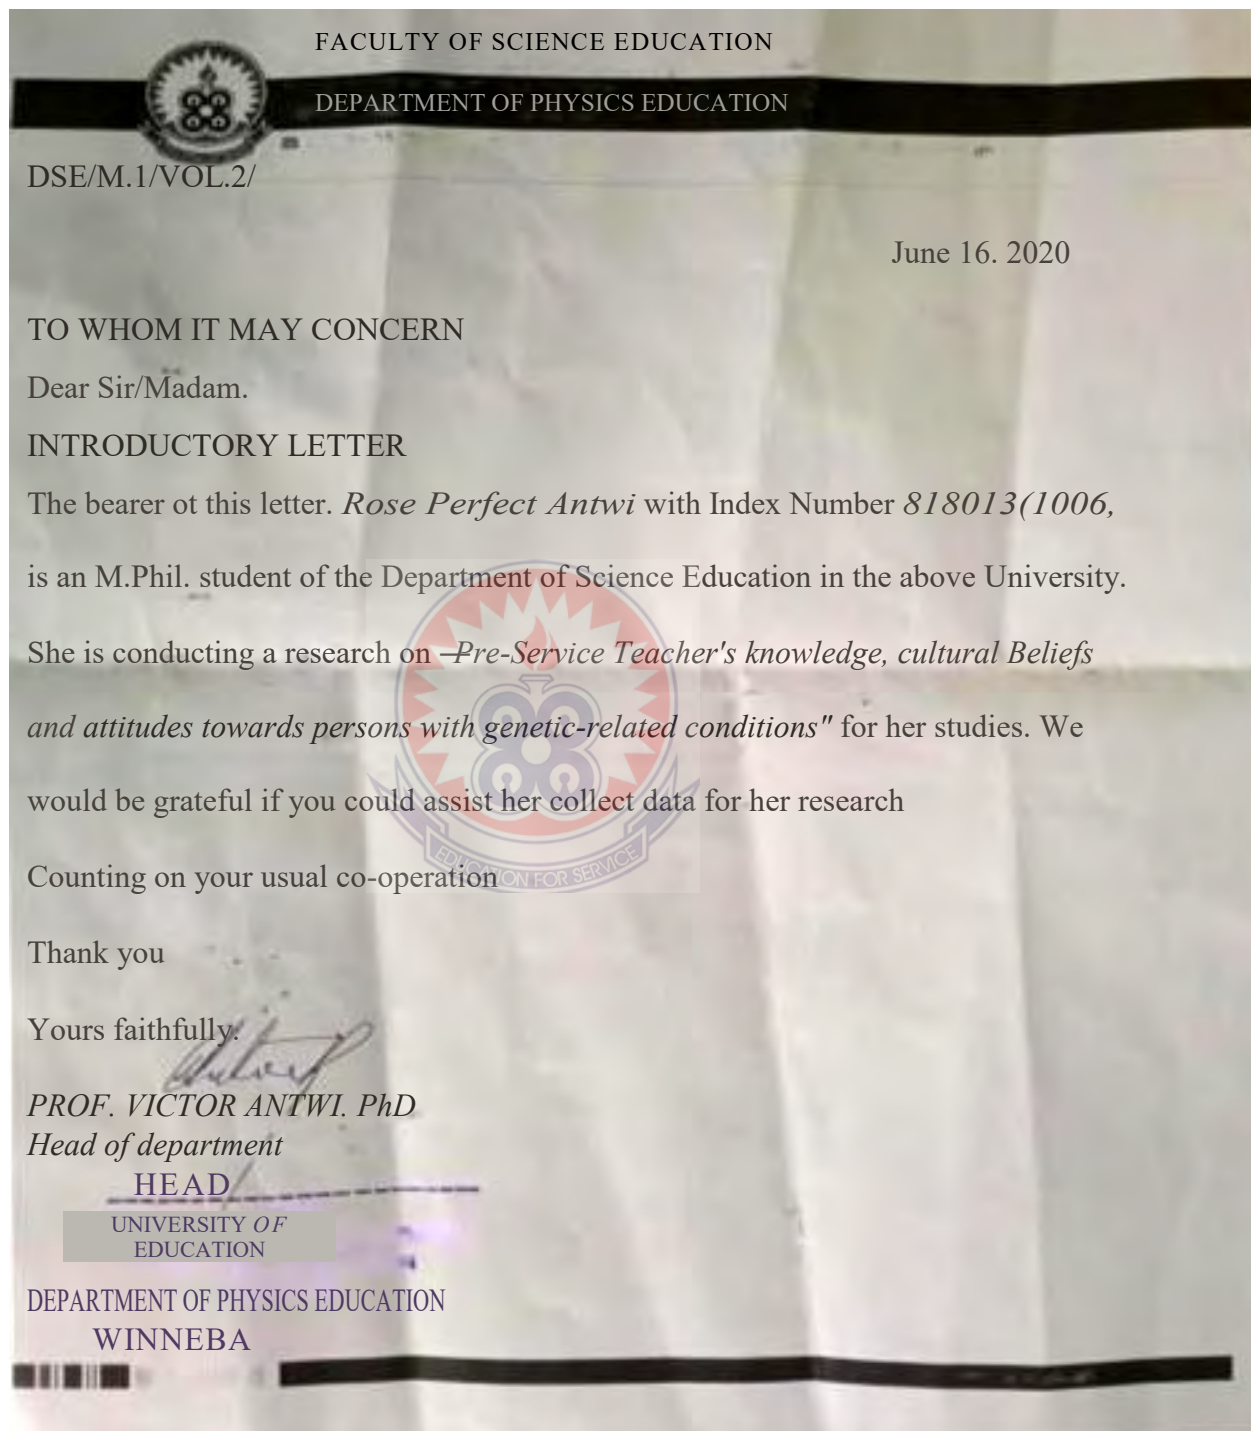 FACULTY OF SCIENCE EDUCATION
DEPARTMENT OF PHYSICS EDUCATION
DSE/M.1/VOL.2/
June 16. 2020
TO WHOM IT MAY CONCERN
Dear Sir/Madam.
INTRODUCTORY LETTER
The bearer ot this letter. Rose Perfect Antwi with Index Number 818013(1006,
is an M.Phil. student of the Department of Science Education in the above University.
She is conducting a research on ―Pre-Service Teacher's knowledge, cultural Beliefs
and attitudes towards persons with genetic-related conditions" for her studies. We
would be grateful if you could assist her collect data for her research
EDUCATION FOR SERVICE
Counting on your usual co-operation
Thank you
Yours faithfully.
PROF. VICTOR ANTWI. PhD
Head of department
HEAD
UNIVERSITY OF
EDUCATION
DEPARTMENT OF PHYSICS EDUCATION
WINNEBA